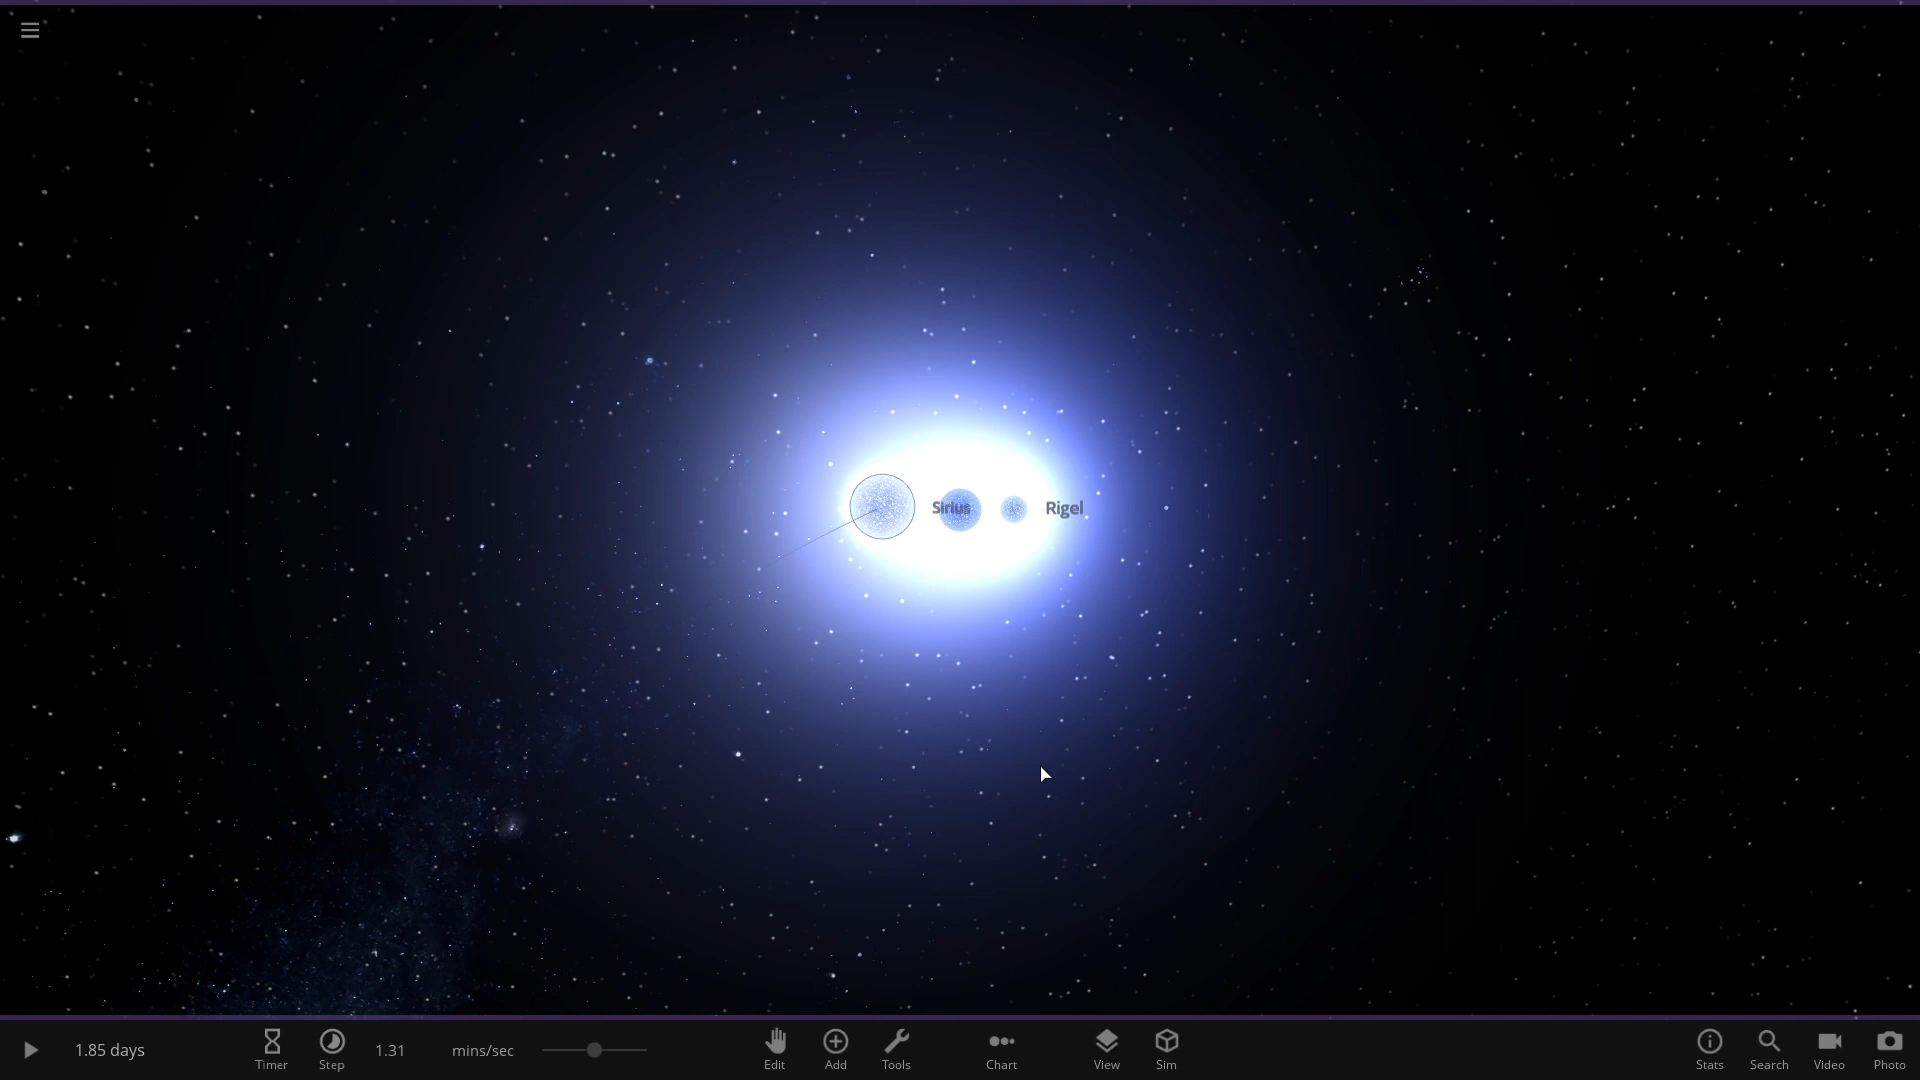 Sirius
Rigel
1.85 days
Timer
Step
1.31
mins/sec
Edit
Add
Tools
Chart
View
Sim
Stats
Search
Video
Photo